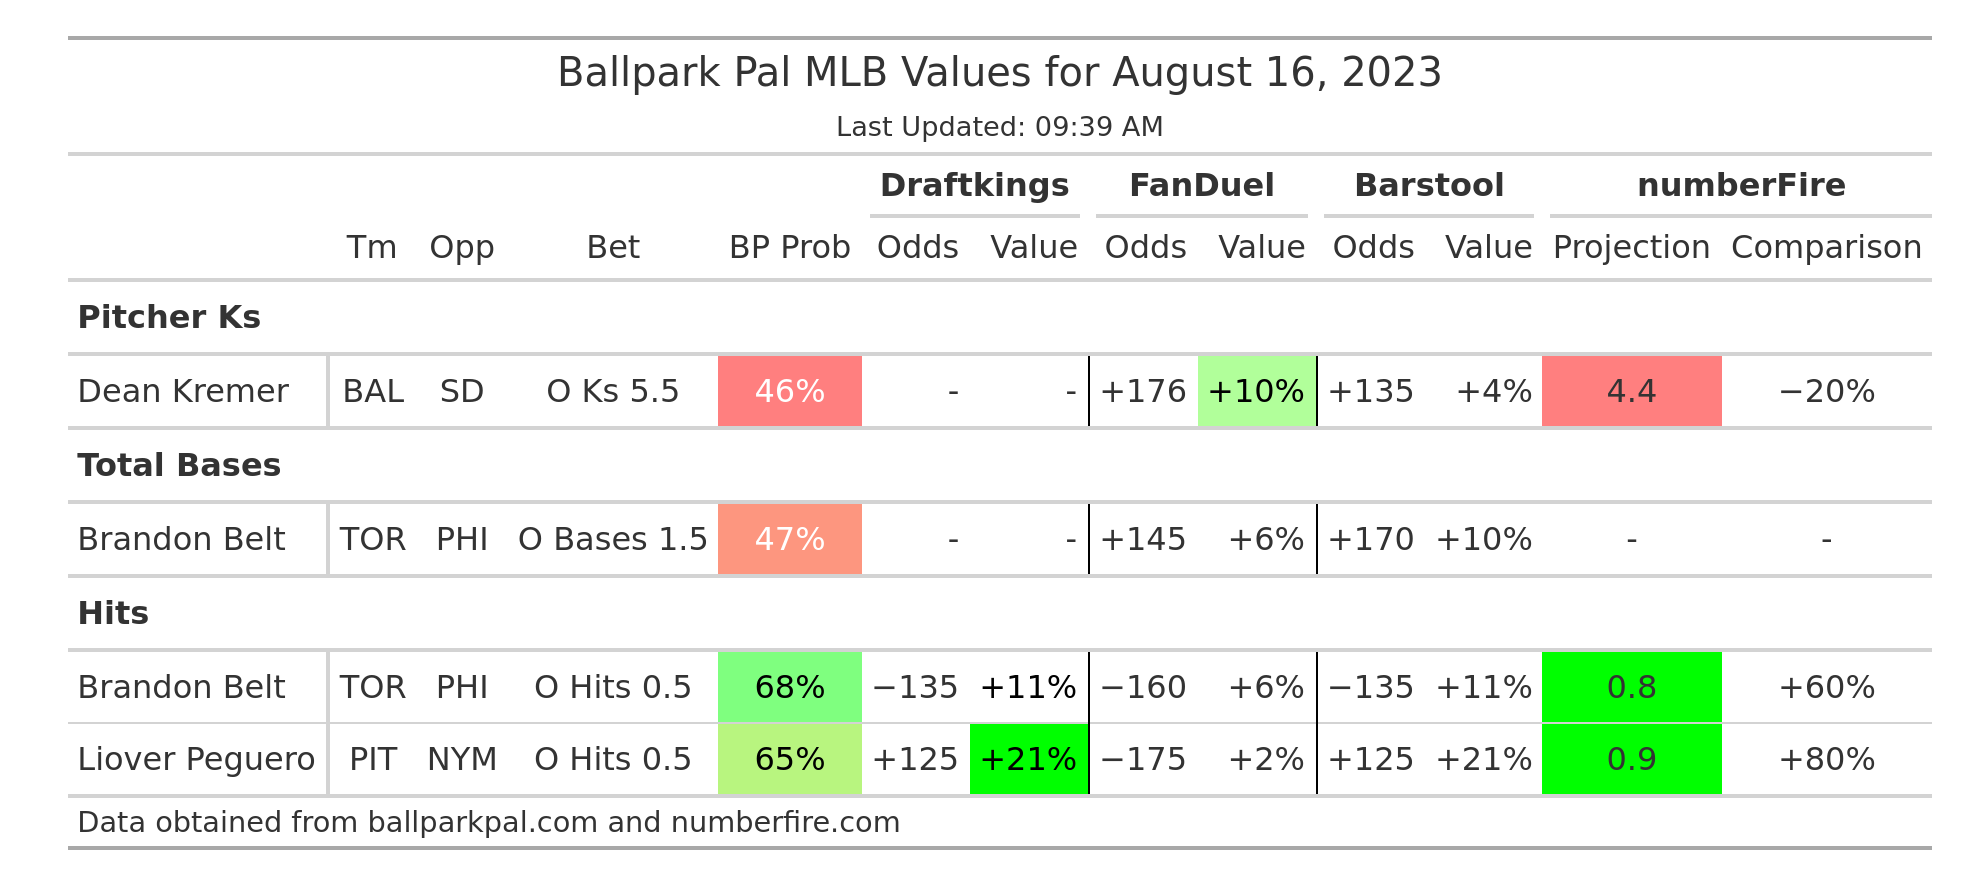 Ballpark Pal MLB Values for August 16, 2023
Last Updated: 09:39 AM
Draftkings FanDuel Barstool numberFire
Tm Opp Bet BP Prob Odds Value Odds Value Odds Value Projection Comparison
Pitcher Ks
Dean Kremer BAL SD O Ks 5.5 46% - - +176 +10% +135 +4% 4.4 −20%
Total Bases
Brandon Belt TOR PHI O Bases 1.5 47% - - +145 +6% +170 +10% - -
Hits
Brandon Belt TOR PHI O Hits 0.5 68% −135 +11% −160 +6% −135 +11% 0.8 +60%
Liover Peguero PIT NYM O Hits 0.5 65% +125 +21% −175 +2% +125 +21% 0.9 +80%
Data obtained from ballparkpal.com and numberfire.com